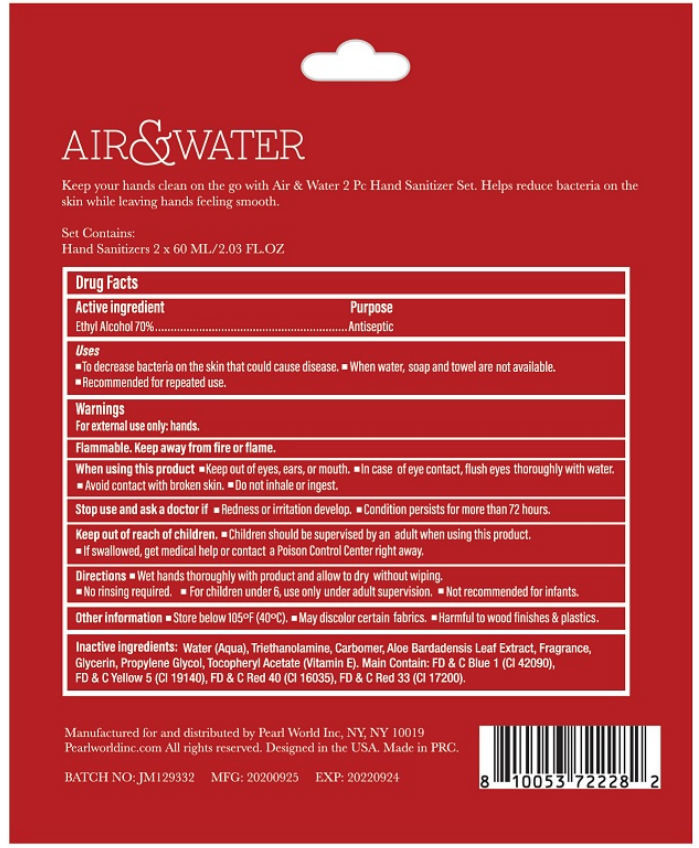 AIR&WATER
Keep your hands clean on the go with Air & Water 2 Pc Hand Sanitizer Set. Helps reduce bacteria on the
skin while leaving hands feeling smooth.
Set Contains:
Hand Sanitizers 2 x 60 ML/2.03 FL.OZ
Drug Facts
Active ingredient Purpose
Ethyl Alcohol 70%................................................................Antiseptic
Uses
■To decrease bacteria on the skin that could cause disease. ■ When water, soap and towel are not available.
■Recommended for repeated use.
Warnings
For external use only: hands.
Flammable. Keep away from fire or flame.
When using this product ■Keep out of eyes, ears, or mouth. ■In case of eye contact, flush eyes thoroughly with water.
■ Avoid contact with broken skin. ■Do not inhale or ingest.
Stop use and ask a doctor if ■ Redness or irritation develop. ■ Condition persists for more than 72 hours.
Keep out of reach of children. ■Children should be supervised by an adult when using this product.
■ If swallowed, get medical help or contact a Poison Control Center right away.
Directions ■ Wet hands thoroughly with product and allow to dry without wiping.
■No rinsing required. ■ For children under 6, use only under adult supervision. ■ Not recommended for infants.
Other information ■ Store below 105ºF (40ºC). ■ May discolor certain fabrics. ■ Harmful to wood finishes & plastics.
Inactive ingredients: Water (Aqua), Triethanolamine, Carbomer, Aloe Bardadensis Leaf Extract, Fragrance,
Glycerin, Propylene Glycol, Tocopheryl Acetate (Vitamin E). Main Contain: FD & C Blue 1 (CI 42090),
FD & C Yellow 5 (CI 19140), FD & C Red 40 (CI 16035), FD & C Red 33 (CI 17200).
Manufactured for and distributed by Pearl World Inc, NY, NY 10019
Pearlworldinc.com All rights reserved. Designed in the USA. Made in PRC.
BATCH NO: JM129332 MFG: 20200925 EXP: 20220924
8 10053 72228 2